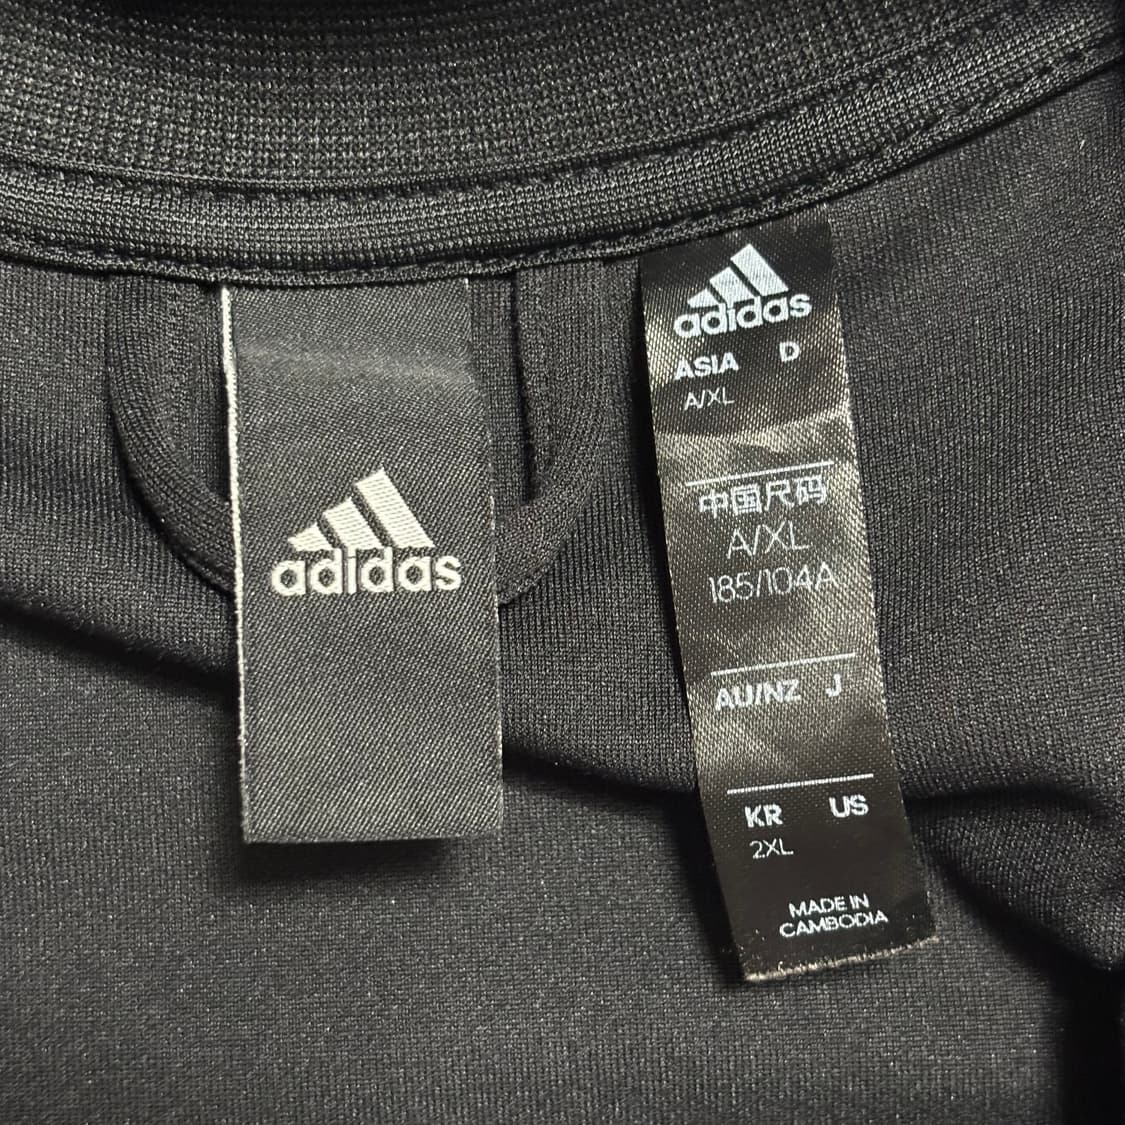 adidas
adidas
ASIA D
A/XL
中国尺码
A/XL
185/104A
AU/NZ J
KR US
2XL
MADE IN
CAMBODIA